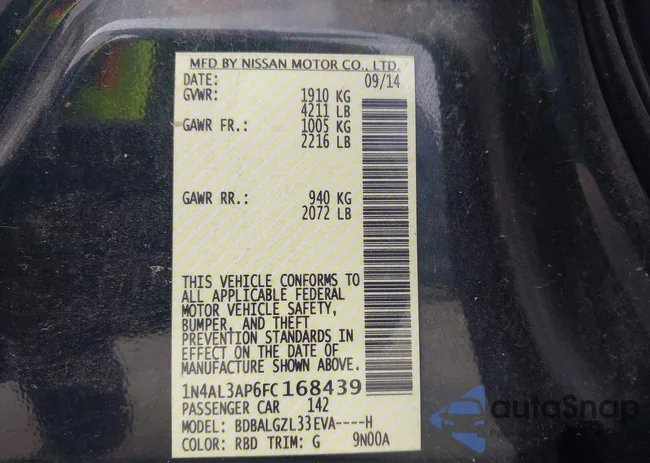 MFD BY NISSAN MOTOR CO., LTD.
DATE: 09/14
GVWR: 1910 KG
4211 LB
GAWR FR.: 1005 KG
2216 LB
GAWR RR.: 940 KG
2072 LB
THIS VEHICLE CONFORMS TO
ALL APPLICABLE FEDERAL
MOTOR VEHICLE SAFETY,
BUMPER, AND THEFT
PREVENTION STANDARDS IN
EFFECT ON THE DATE OF
MANUFACTURE SHOWN ABOVE.
1N4AL3AP6FC168439
PASSENGER CAR 142
MODEL: BDBALGZL33EVA----H
COLOR: RBD TRIM: G 9N00A
autoSnap